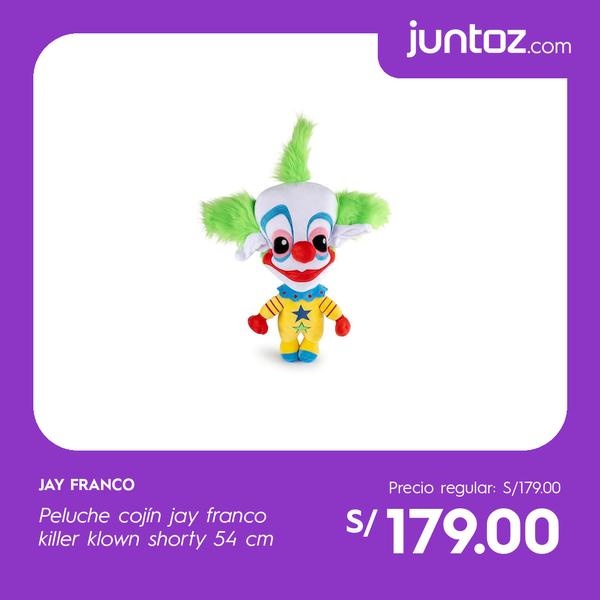 juntoz.com
JAY FRANCO
Peluche cojín jay franco
killer klown shorty 54 cm
Precio regular: S/179.00
S/179.00